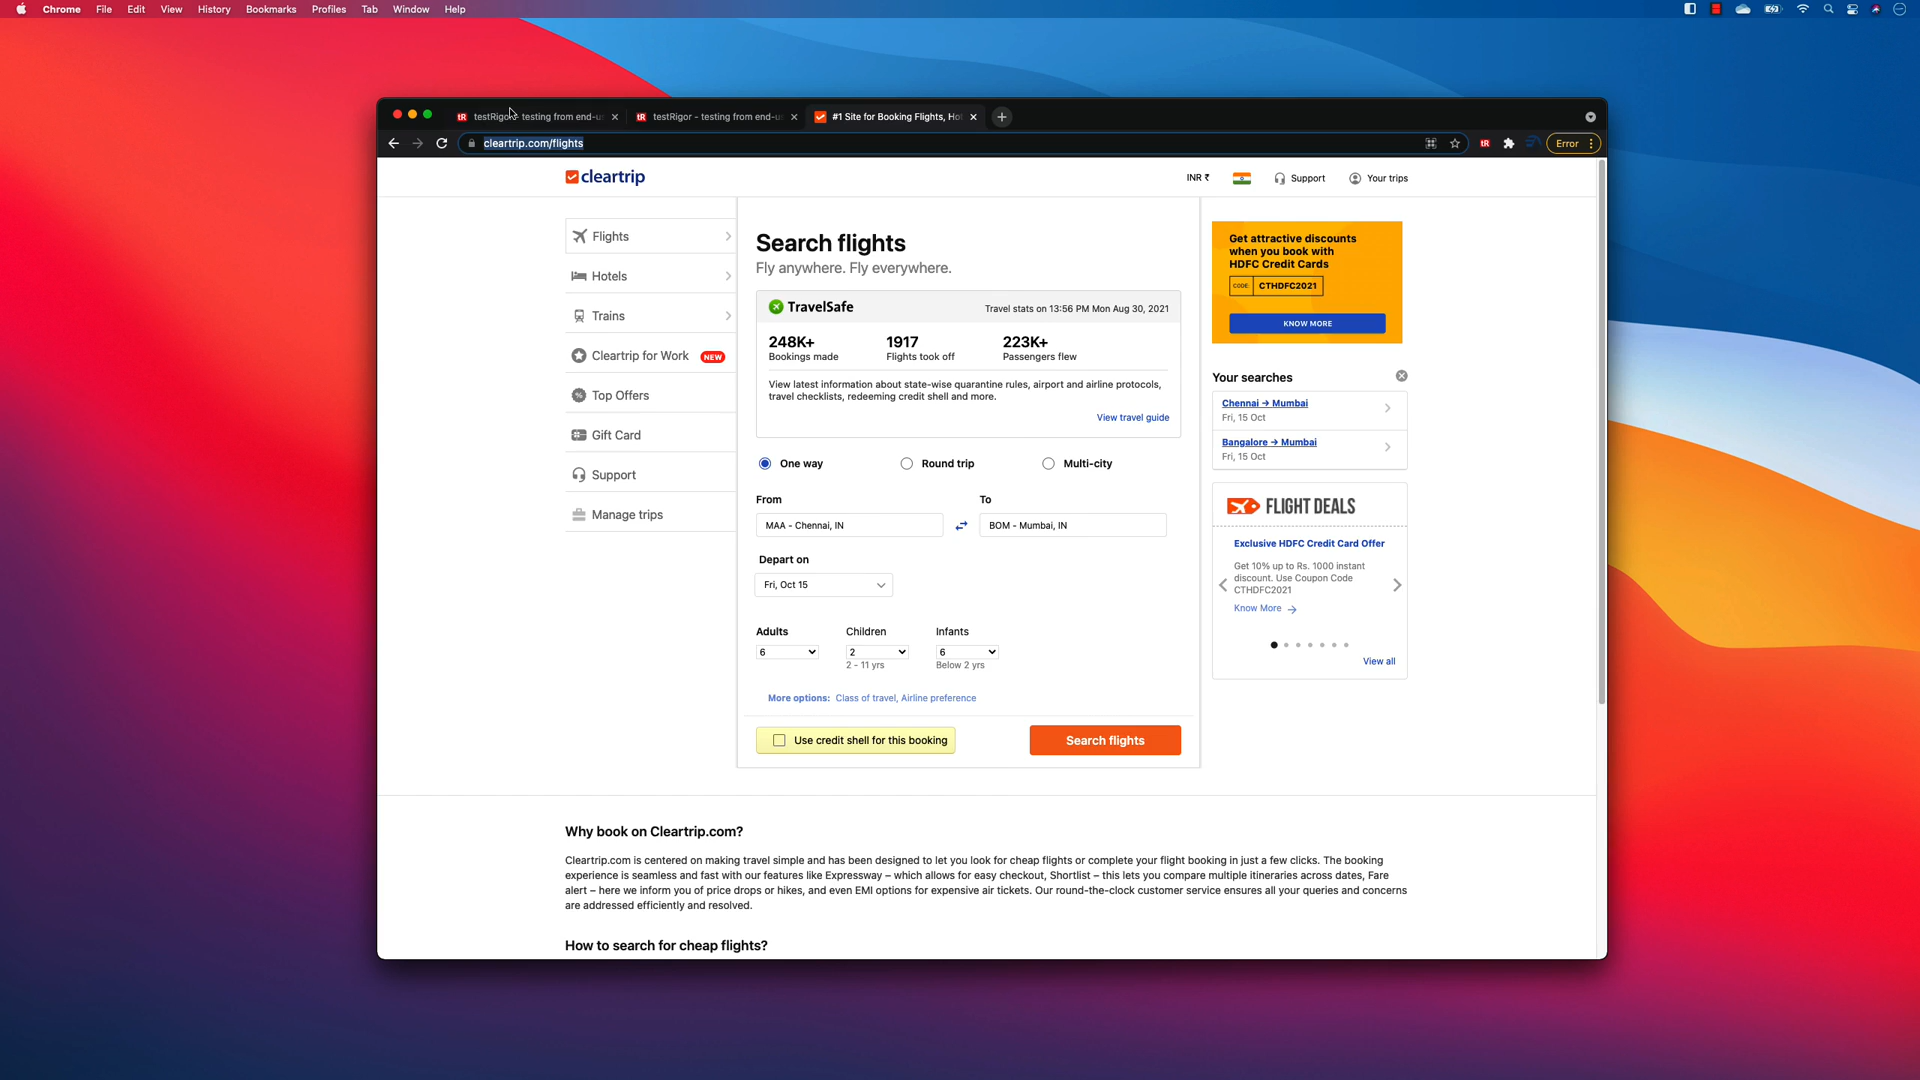 Chrome File Edit View History Bookmarks Profiles Tab Window Help
tR testRigor - testing from end-u
tR testRigor - testing from end-u
#1 Site for Booking Flights, Ho
cleartrip.com/flights
tR
Error
cleartrip
INR ₹
Support
Your trips
Flights
Hotels
Trains
Cleartrip for Work NEW
Top Offers
Gift Card
Support
Manage trips
Search flights
Fly anywhere. Fly everywhere.
TravelSafe
Travel stats on 13:56 PM Mon Aug 30, 2021
248K+ 1917 223K+
Bookings made Flights took off Passengers flew
View latest information about state-wise quarantine rules, airport and airline protocols,
travel checklists, redeeming credit shell and more.
View travel guide
One way Round trip Multi-city
From To
MAA - Chennai, IN BOM - Mumbai, IN
Depart on
Fri, Oct 15
Adults Children Infants
6 2 6
2 - 11 yrs Below 2 yrs
More options: Class of travel, Airline preference
Use credit shell for this booking
Search flights
Get attractive discounts
when you book with
HDFC Credit Cards
CODE: CTHDFC2021
KNOW MORE
Your searches
Chennai → Mumbai
Fri, 15 Oct
Bangalore → Mumbai
Fri, 15 Oct
FLIGHT DEALS
Exclusive HDFC Credit Card Offer
Get 10% up to Rs. 1000 instant
discount. Use Coupon Code
CTHDFC2021
Know More →
View all
Why book on Cleartrip.com?
Cleartrip.com is centered on making travel simple and has been designed to let you look for cheap flights or complete your flight booking in just a few clicks. The booking
experience is seamless and fast with our features like Expressway – which allows for easy checkout, Shortlist – this lets you compare multiple itineraries across dates, Fare
alert – here we inform you of price drops or hikes, and even EMI options for expensive air tickets. Our round-the-clock customer service ensures all your queries and concerns
are addressed efficiently and resolved.
How to search for cheap flights?